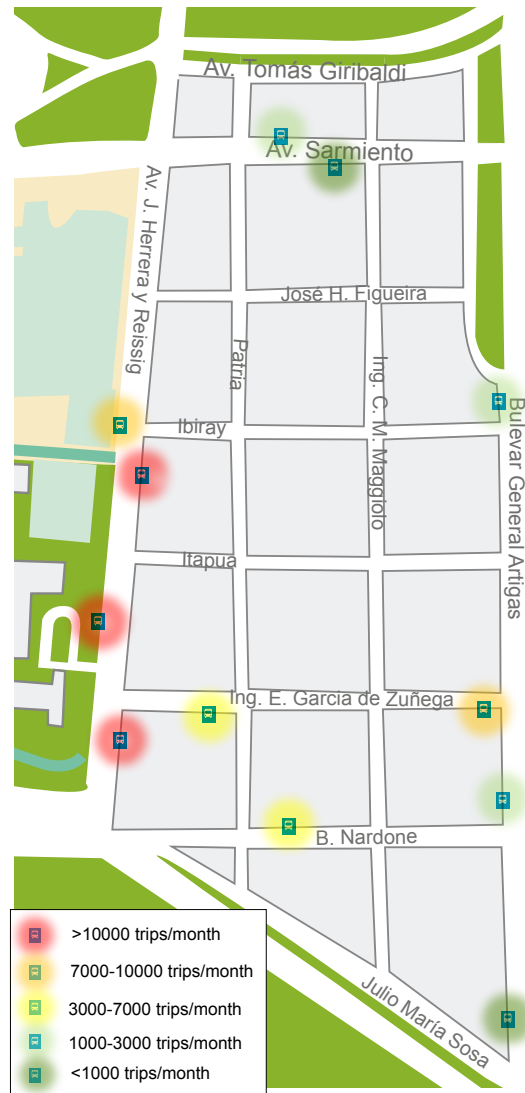 Av. Tomás Giribaldi
Av. Sarmiento
Av. J. Herrera y Reissig
José H. Figueira
Patria
Ing. C. M. Maggiolo
Ibiray
Bulevar General Artigas
Itapua
Ing. E. Garcia de Zuñega
B. Nardone
Julio María Sosa
>10000 trips/month
7000-10000 trips/month
3000-7000 trips/month
1000-3000 trips/month
<1000 trips/month